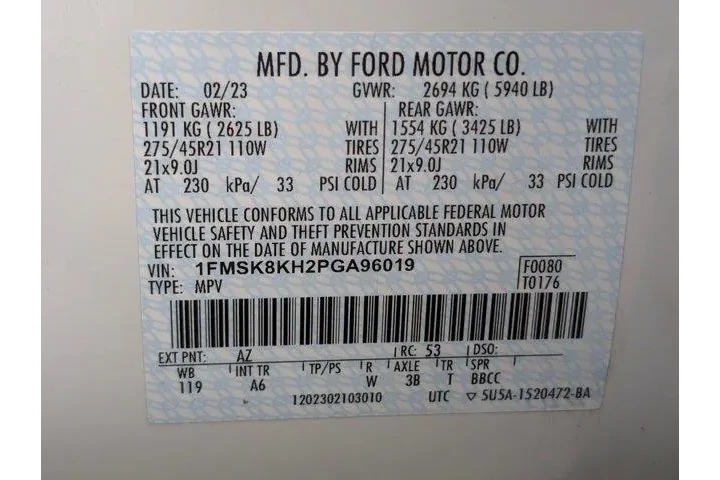 MFD. BY FORD MOTOR CO.
DATE: 02/23 GVWR: 2694 KG ( 5940 LB)
FRONT GAWR: REAR GAWR:
1191 KG ( 2625 LB) WITH 1554 KG ( 3425 LB) WITH
275/45R21 110W TIRES 275/45R21 110W TIRES
21x9.0J RIMS 21x9.0J RIMS
AT 230 kPa/ 33 PSI COLD AT 230 kPa/ 33 PSI COLD
THIS VEHICLE CONFORMS TO ALL APPLICABLE FEDERAL MOTOR
VEHICLE SAFETY AND THEFT PREVENTION STANDARDS IN
EFFECT ON THE DATE OF MANUFACTURE SHOWN ABOVE.
VIN: 1FMSK8KH2PGA96019 F0080
TYPE: MPV T0176
EXT PNT: AZ RC: 53 DSO:
WB INT TR TP/PS R AXLE TR SPR
119 A6 W 3B T BBCC
1202302103010 UTC ▽ 5U5A-1520472-BA